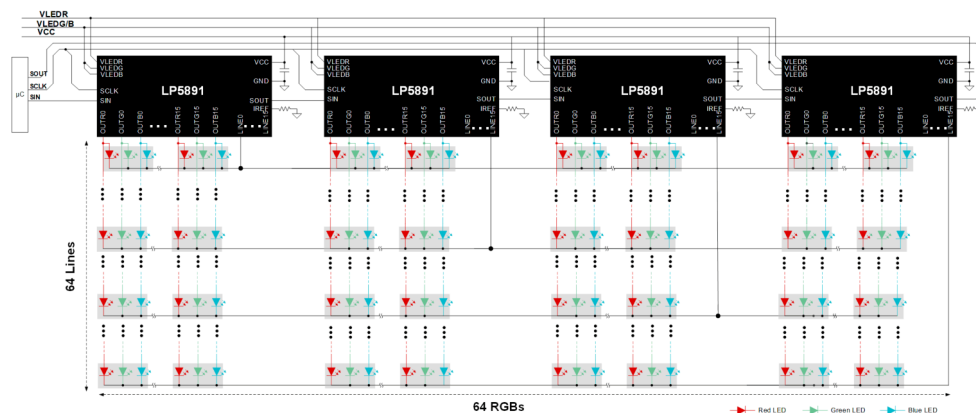 VLEDR
VLEDG/B
VCC
µC
SOUT
SCLK
SIN
VLEDR
VLEDG
VLEDB
SCLK
SIN
LP5891
VCC
GND
SOUT
IREF
OUTR0
OUTG0
OUTB0
OUTR15
OUTG15
OUTB15
LINE0
LINE15
VLEDR
VLEDG
VLEDB
SCLK
SIN
LP5891
VCC
GND
SOUT
IREF
OUTR0
OUTG0
OUTB0
OUTR15
OUTG15
OUTB15
LINE0
LINE15
VLEDR
VLEDG
VLEDB
SCLK
SIN
LP5891
VCC
GND
SOUT
IREF
OUTR0
OUTG0
OUTB0
OUTR15
OUTG15
OUTB15
LINE0
LINE15
VLEDR
VLEDG
VLEDB
SCLK
SIN
LP5891
VCC
GND
SOUT
IREF
OUTR0
OUTG0
OUTB0
OUTR15
OUTG15
OUTB15
LINE0
LINE15
64 Lines
64 RGBs
Red LED
Green LED
Blue LED